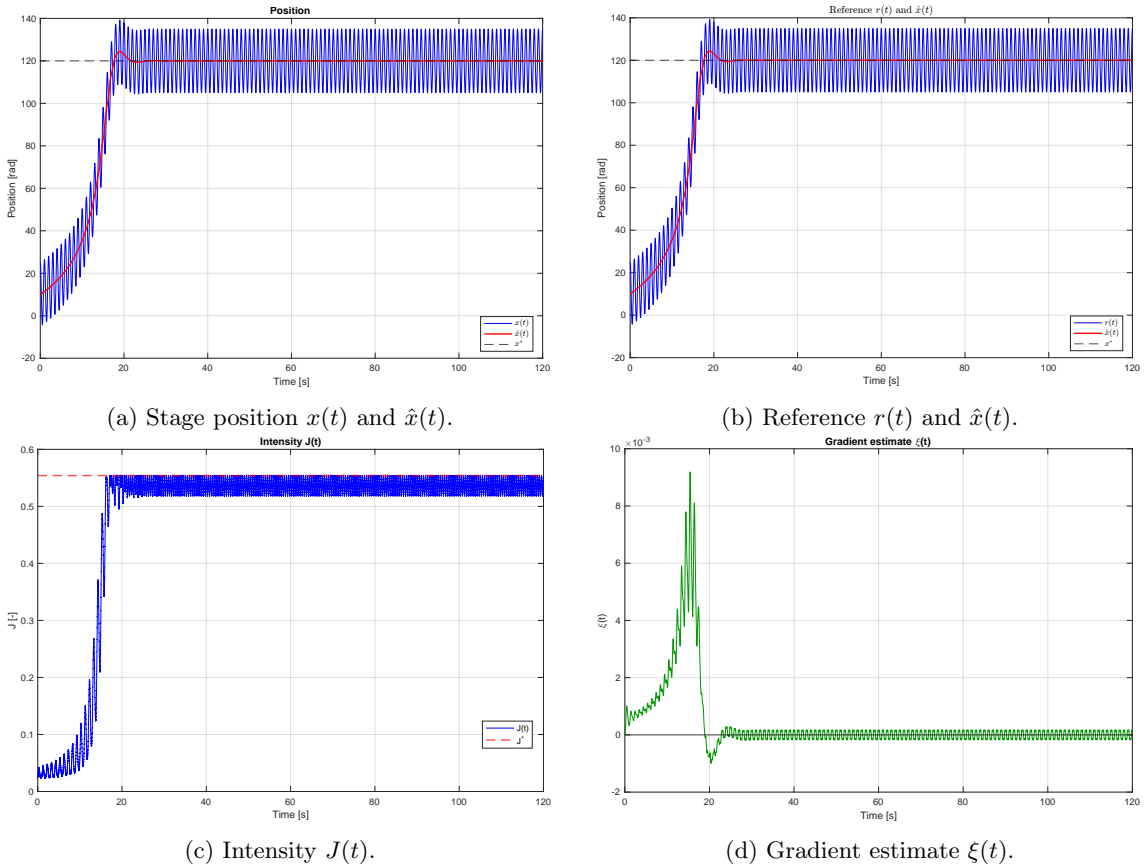 Position
140
120
100
80
60
40
20
0
-20
Position [rad]
x(t)
x̂(t)
x*
0 20 40 60 80 100 120
Time [s]
(a) Stage position x(t) and x̂(t).
Reference r(t) and x̂(t)
140
120
100
80
60
40
20
0
-20
Position [rad]
r(t)
x̂(t)
x*
0 20 40 60 80 100 120
Time [s]
(b) Reference r(t) and x̂(t).
Intensity J(t)
0.6
0.5
0.4
0.3
0.2
0.1
0
J [-]
J(t)
J*
0 20 40 60 80 100 120
Time [s]
(c) Intensity J(t).
Gradient estimate ξ(t)
×10⁻³
10
8
6
4
2
0
-2
ξ(t)
0 20 40 60 80 100 120
Time [s]
(d) Gradient estimate ξ(t).